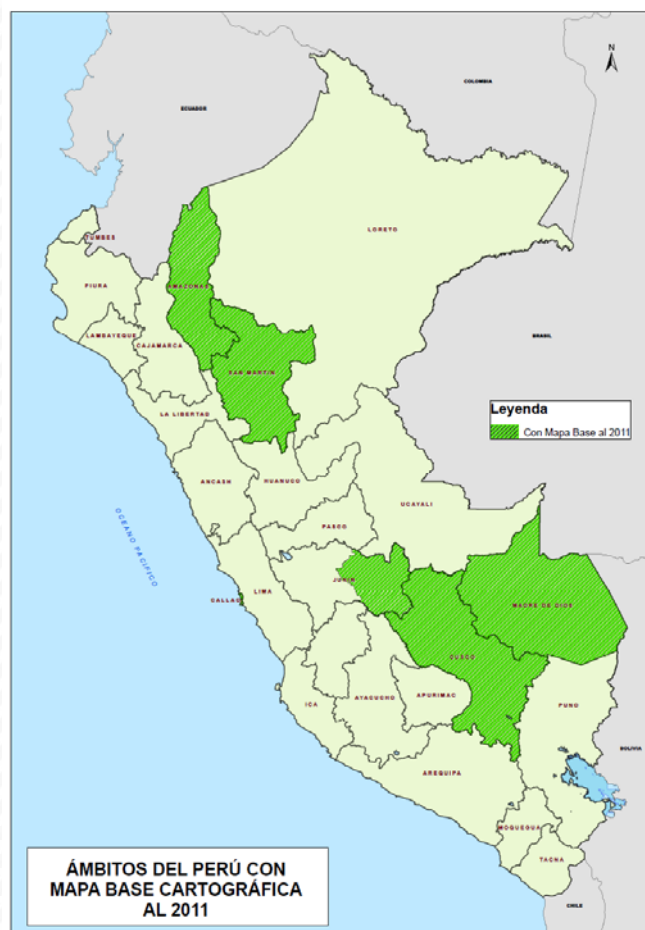 N
COLOMBIA
ECUADOR
LORETO
TUMBES
PIURA
AMAZONAS
LAMBAYEQUE
CAJAMARCA
BRASIL
SAN MARTIN
Leyenda
Con Mapa Base al 2011
LA LIBERTAD
ANCASH
HUANUCO
UCAYALI
PASCO
OCEANO PACIFICO
JUNIN
LIMA
CALLAO
MADRE DE DIOS
CUSCO
ICA
AYACUCHO
APURIMAC
PUNO
BOLIVIA
AREQUIPA
MOQUEGUA
TACNA
CHILE
ÁMBITOS DEL PERÚ CON
MAPA BASE CARTOGRÁFICA
AL 2011